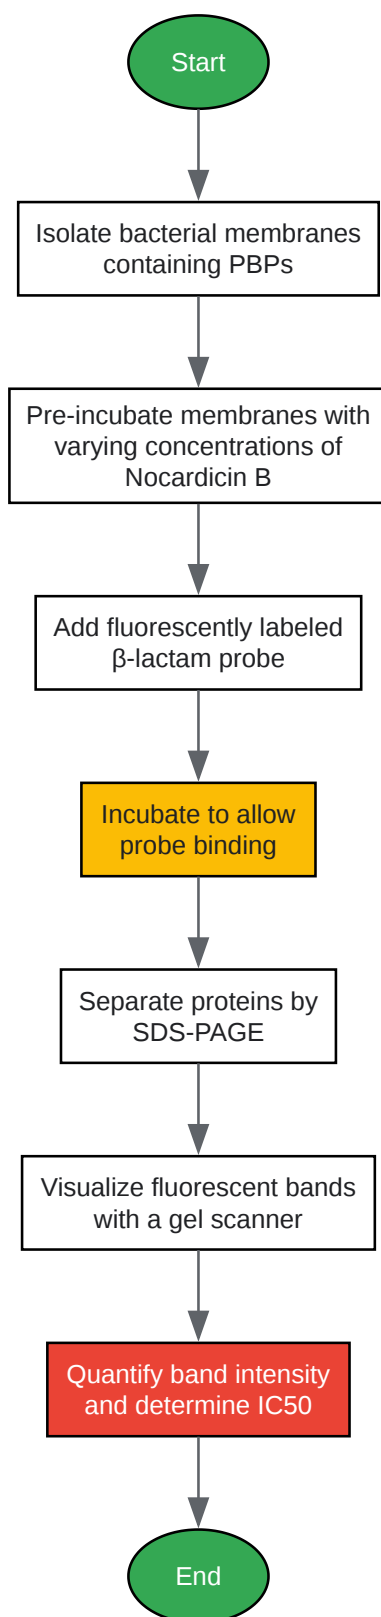 Start
Isolate bacterial membranes
containing PBPs
Pre-incubate membranes with
varying concentrations of
Nocardicin B
Add fluorescently labeled
β-lactam probe
Incubate to allow
probe binding
Separate proteins by
SDS-PAGE
Visualize fluorescent bands
with a gel scanner
Quantify band intensity
and determine IC50
End